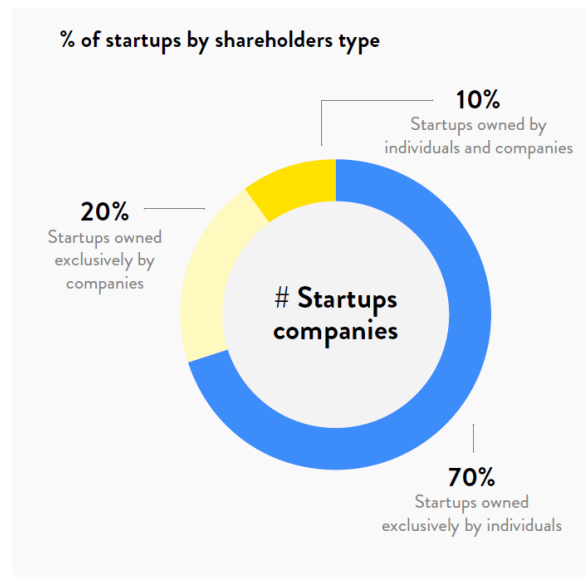 % of startups by shareholders type
10%
Startups owned by
individuals and companies
20%
Startups owned
exclusively by
companies
# Startups
companies
70%
Startups owned
exclusively by individuals